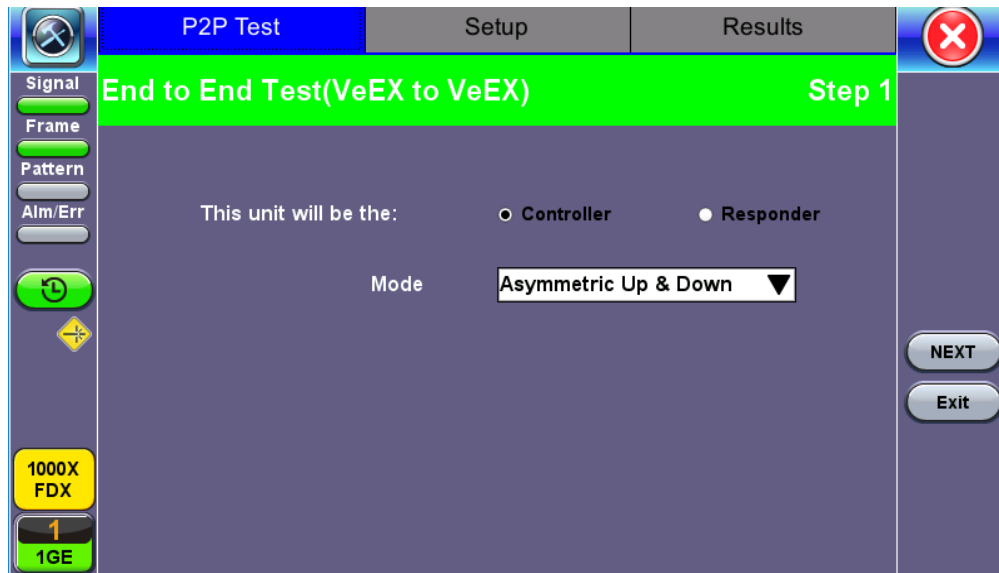 P2P Test Setup Results
End to End Test(VeEX to VeEX) Step 1
Signal
Frame
Pattern
Alm/Err
This unit will be the: Controller Responder
Mode Asymmetric Up & Down
NEXT
Exit
1000X
FDX
1
1GE